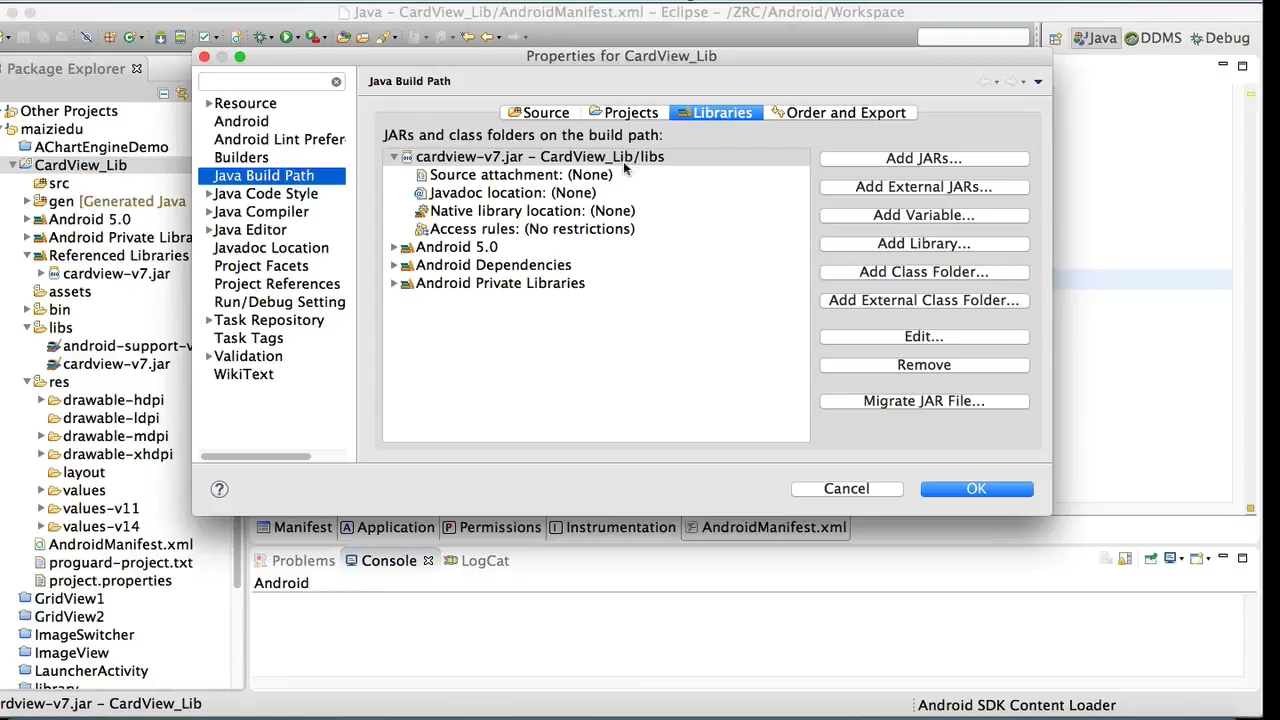 Java – CardView_Lib/AndroidManifest.xml – Eclipse – /ZRC/Android/Workspace
Java
DDMS
Debug
Package Explorer
Other Projects
maiziedu
AChartEngineDemo
CardView_Lib
src
gen [Generated Java
Android 5.0
Android Private Libra
Referenced Libraries
cardview-v7.jar
assets
bin
libs
android-support-v
cardview-v7.jar
res
drawable-hdpi
drawable-ldpi
drawable-mdpi
drawable-xhdpi
layout
values
values-v11
values-v14
AndroidManifest.xml
proguard-project.txt
project.properties
GridView1
GridView2
ImageSwitcher
ImageView
LauncherActivity
library
Properties for CardView_Lib
Resource
Android
Android Lint Prefer
Builders
Java Build Path
Java Code Style
Java Compiler
Java Editor
Javadoc Location
Project Facets
Project References
Run/Debug Setting
Task Repository
Task Tags
Validation
WikiText
Java Build Path
Source
Projects
Libraries
Order and Export
JARs and class folders on the build path:
cardview-v7.jar – CardView_Lib/libs
Source attachment: (None)
Javadoc location: (None)
Native library location: (None)
Access rules: (No restrictions)
Android 5.0
Android Dependencies
Android Private Libraries
Add JARs...
Add External JARs...
Add Variable...
Add Library...
Add Class Folder...
Add External Class Folder...
Edit...
Remove
Migrate JAR File...
?
Cancel
OK
Manifest
A Application
P Permissions
I Instrumentation
AndroidManifest.xml
Problems
Console
LogCat
Android
rdview-v7.jar – CardView_Lib
Android SDK Content Loader